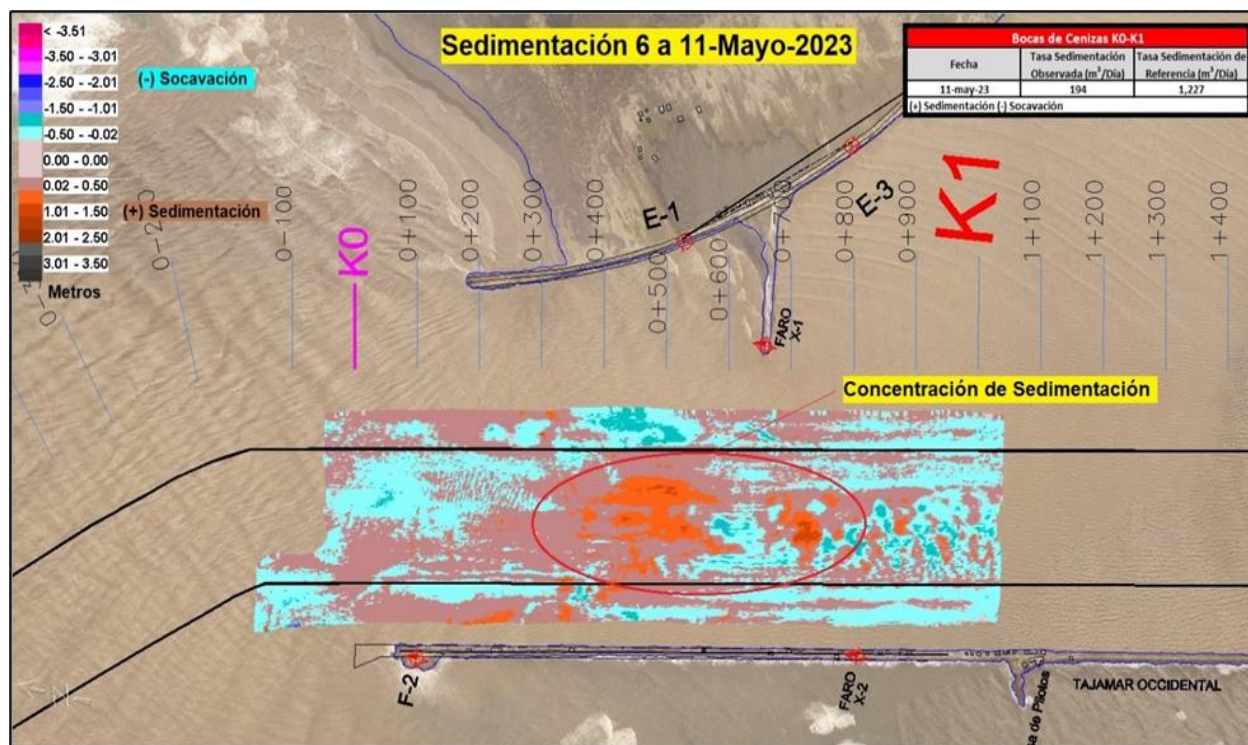 Sedimentación 6 a 11-Mayo-2023
Bocas de Cenizas K0-K1
Fecha
Tasa Sedimentación Observada (m³/Día)
Tasa Sedimentación de Referencia (m³/Día)
11-may-23
194
1,227
(+) Sedimentación (-) Socavación
< -3.51
-3.50 - -3.01
-2.50 - -2.01
-1.50 - -1.01
-0.50 - -0.02
0.00 - 0.00
0.02 - 0.50
1.01 - 1.50
2.01 - 2.50
3.01 - 3.50
Metros
(-) Socavación
(+) Sedimentación
0-200
0-100
K0
0+100
0+200
0+300
0+400
0+500
0+600
0+800
0+900
K1
1+000
1+100
1+200
E-1
E-3
FARO
X-1
Concentración de Sedimentación
F-2
FARO
X-2
TAJAMAR OCCIDENTAL
de Pilotos
N